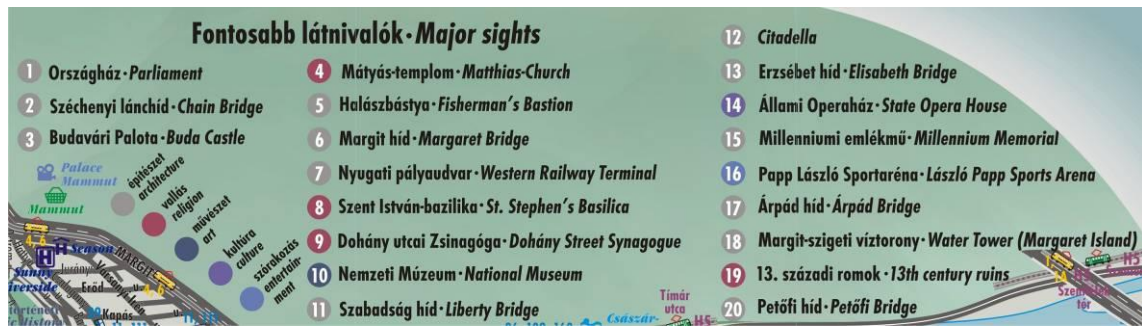 Fontosabb látnivalók · Major sights
1 Országház · Parliament
2 Széchenyi lánchíd · Chain Bridge
3 Budavári Palota · Buda Castle
4 Mátyás-templom · Matthias-Church
5 Halászbástya · Fisherman's Bastion
6 Margit híd · Margaret Bridge
7 Nyugati pályaudvar · Western Railway Terminal
8 Szent István-bazilika · St. Stephen's Basilica
9 Dohány utcai Zsinagóga · Dohány Street Synagogue
10 Nemzeti Múzeum · National Museum
11 Szabadság híd · Liberty Bridge
12 Citadella
13 Erzsébet híd · Elisabeth Bridge
14 Állami Operaház · State Opera House
15 Millenniumi emlékmű · Millennium Memorial
16 Papp László Sportaréna · László Papp Sports Arena
17 Árpád híd · Árpád Bridge
18 Margit-szigeti víztorony · Water Tower (Margaret Island)
19 13. századi romok · 13th century ruins
20 Petőfi híd · Petőfi Bridge
építészet
architecture
vallás
religion
művészet
art
kultúra
culture
szórakozás
entertain-
ment
Palace
Mammut
Mammut
4, 6
H Season
MARGIT
Sunny
Erőd
u.
4, 6
Kapás
Tímár
utca
Császár-
H5
H5
tér